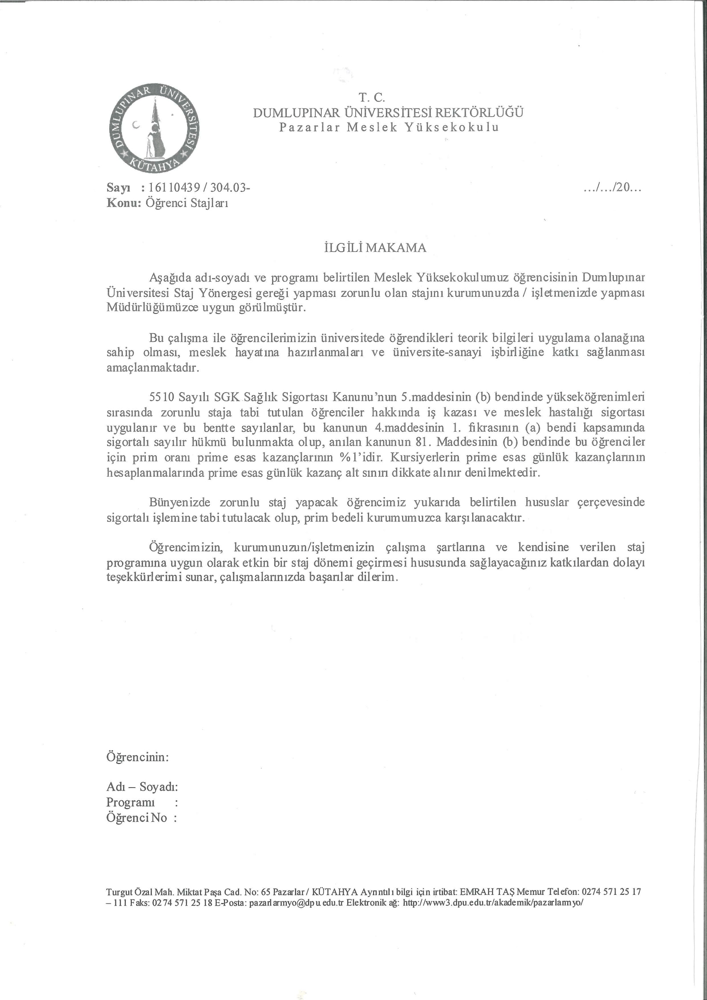 DUMLUPINAR ÜNİVERSİTESİ
KÜTAHYA
T. C.
DUMLUPINAR ÜNİVERSİTESİ REKTÖRLÜĞÜ
Pazarlar Meslek Yüksekokulu
Sayı : 16110439 / 304.03-
.../.../20...
Konu: Öğrenci Stajları
İLGİLİ MAKAMA
Aşağıda adı-soyadı ve programı belirtilen Meslek Yüksekokulumuz öğrencisinin Dumlupınar
Üniversitesi Staj Yönergesi gereği yapması zorunlu olan stajını kurumunuzda / işletmenizde yapması
Müdürlüğümüzce uygun görülmüştür.
Bu çalışma ile öğrencilerimizin üniversitede öğrendikleri teorik bilgileri uygulama olanağına
sahip olması, meslek hayatına hazırlanmaları ve üniversite-sanayi işbirliğine katkı sağlanması
amaçlanmaktadır.
5510 Sayılı SGK Sağlık Sigortası Kanunu’nun 5.maddesinin (b) bendinde yükseköğrenimleri
sırasında zorunlu staja tabi tutulan öğrenciler hakkında iş kazası ve meslek hastalığı sigortası
uygulanır ve bu bentte sayılanlar, bu kanunun 4.maddesinin 1. fıkrasının (a) bendi kapsamında
sigortalı sayılır hükmü bulunmakta olup, anılan kanunun 81. Maddesinin (b) bendinde bu öğrenciler
için prim oranı prime esas kazançlarının %1’idir. Kursiyerlerin prime esas günlük kazançlarının
hesaplanmalarında prime esas günlük kazanç alt sınırı dikkate alınır denilmektedir.
Bünyenizde zorunlu staj yapacak öğrencimiz yukarıda belirtilen hususlar çerçevesinde
sigortalı işlemine tabi tutulacak olup, prim bedeli kurumumuzca karşılanacaktır.
Öğrencimizin, kurumunuzun/işletmenizin çalışma şartlarına ve kendisine verilen staj
programına uygun olarak etkin bir staj dönemi geçirmesi hususunda sağlayacağınız katkılardan dolayı
teşekkürlerimi sunar, çalışmalarınızda başarılar dilerim.
Öğrencinin:
Adı – Soyadı:
Programı :
Öğrenci No :
Turgut Özal Mah. Miktat Paşa Cad. No: 65 Pazarlar / KÜTAHYA Ayrıntılı bilgi için irtibat: EMRAH TAŞ Memur Telefon: 0274 571 25 17
– 111 Faks: 0274 571 25 18 E-Posta: pazarlarmyo@dpu.edu.tr Elektronik ağ: http://www3.dpu.edu.tr/akademik/pazarlarmyo/